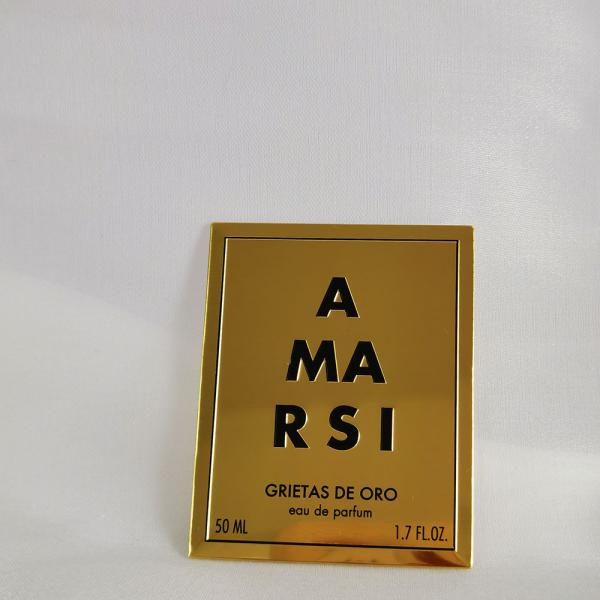 A
MA
RSI
GRIETAS DE ORO
eau de parfum
50 ML 1.7 FL.OZ.